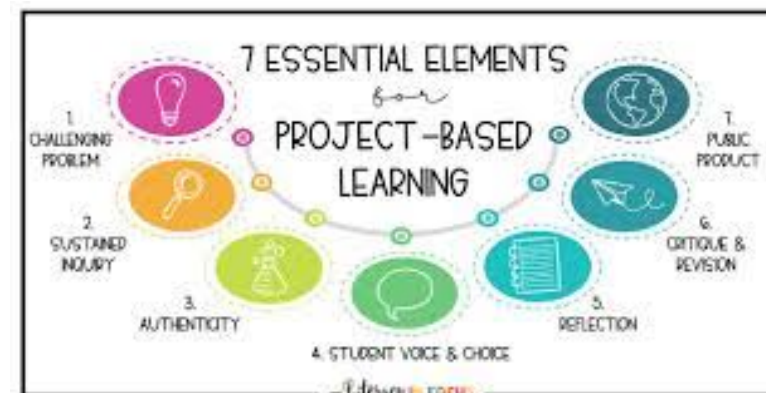 7 ESSENTIAL ELEMENTS
for
PROJECT-BASED
LEARNING
1.
CHALLENGING
PROBLEM
2.
SUSTAINED
INQUIRY
3.
AUTHENTICITY
4. STUDENT VOICE & CHOICE
5.
REFLECTION
6.
CRITIQUE &
REVISION
7.
PUBLIC
PRODUCT